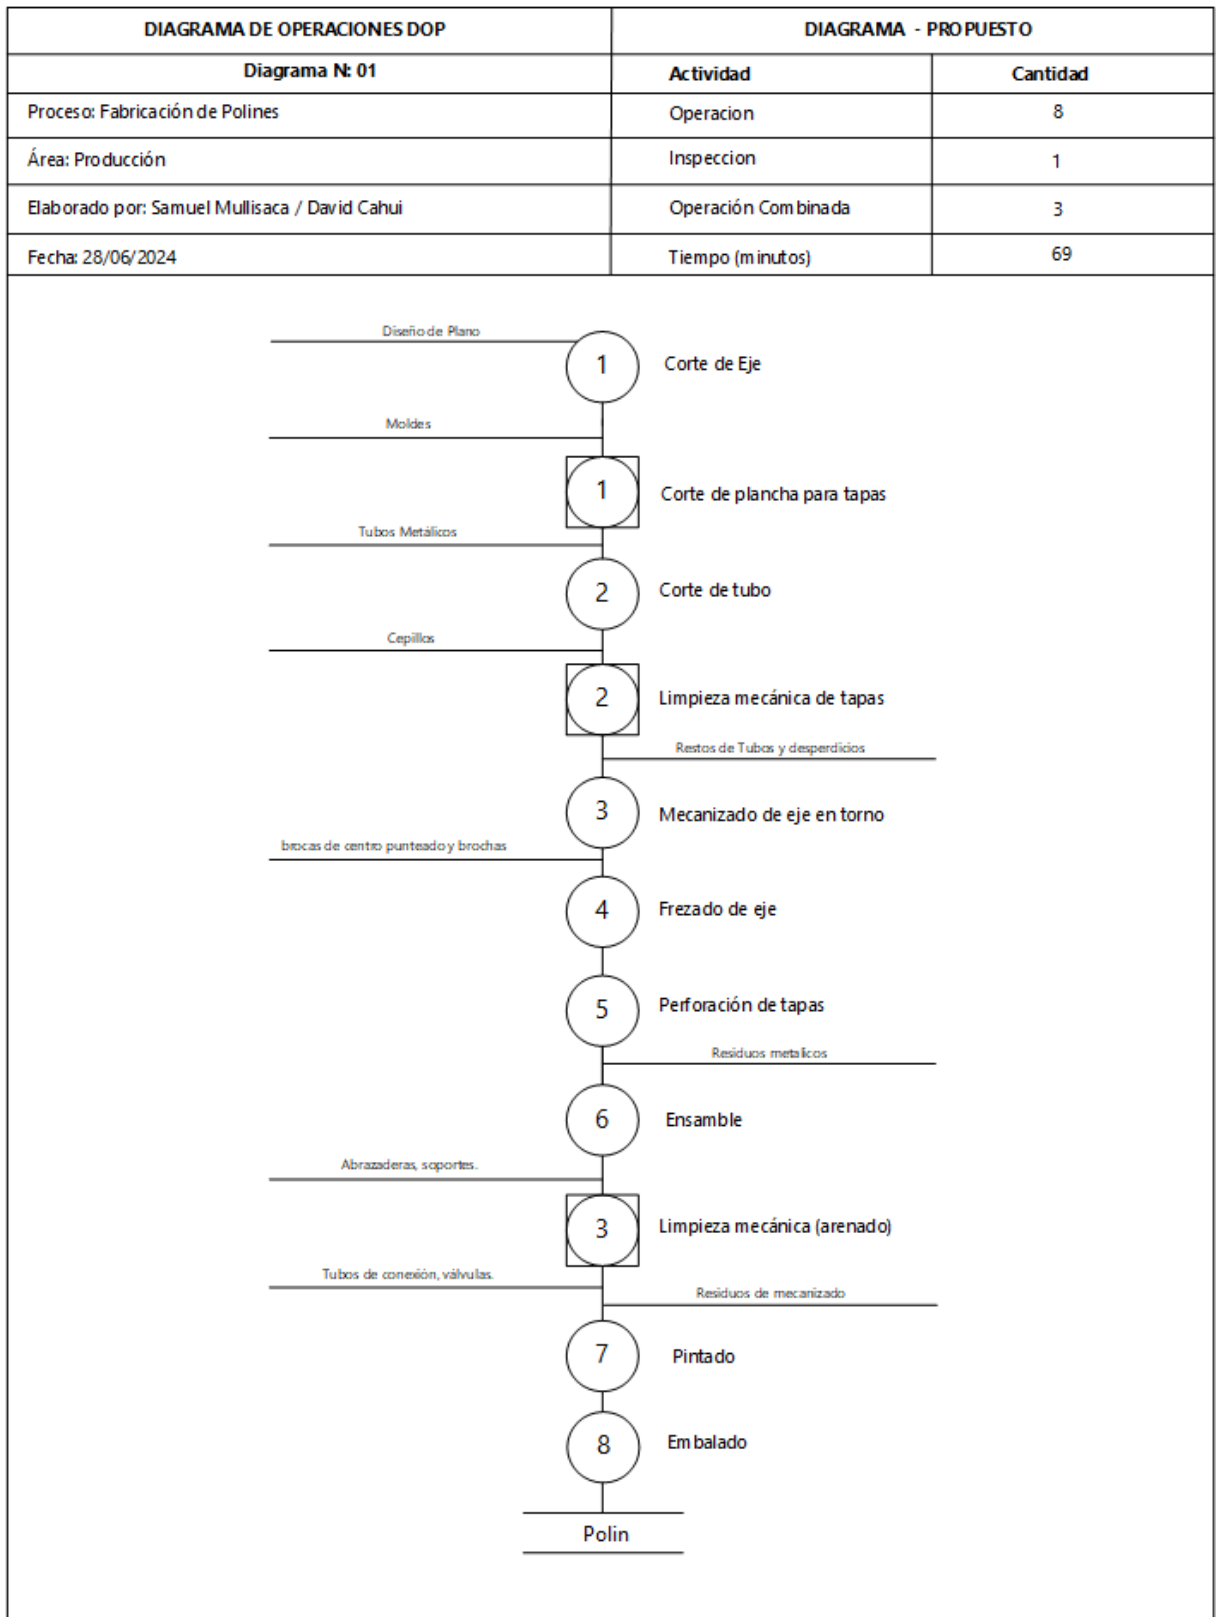 DIAGRAMA DE OPERACIONES DOP
DIAGRAMA - PROPUESTO
Diagrama N: 01
Actividad
Cantidad
Proceso: Fabricación de Polines
Operacion
8
Área: Producción
Inspeccion
1
Elaborado por: Samuel Mullisaca / David Cahui
Operación Combinada
3
Fecha: 28/06/2024
Tiempo (minutos)
69
Diseño de Plano
1
Corte de Eje
Moldes
1
Corte de plancha para tapas
Tubos Metálicos
2
Corte de tubo
Cepillos
2
Limpieza mecánica de tapas
Restos de Tubos y desperdicios
3
Mecanizado de eje en torno
brocas de centro punteado y brochas
4
Frezado de eje
5
Perforación de tapas
Residuos metalicos
6
Ensamble
Abrazaderas, soportes.
3
Limpieza mecánica (arenado)
Tubos de conexión, válvulas.
Residuos de mecanizado
7
Pintado
8
Embalado
Polin